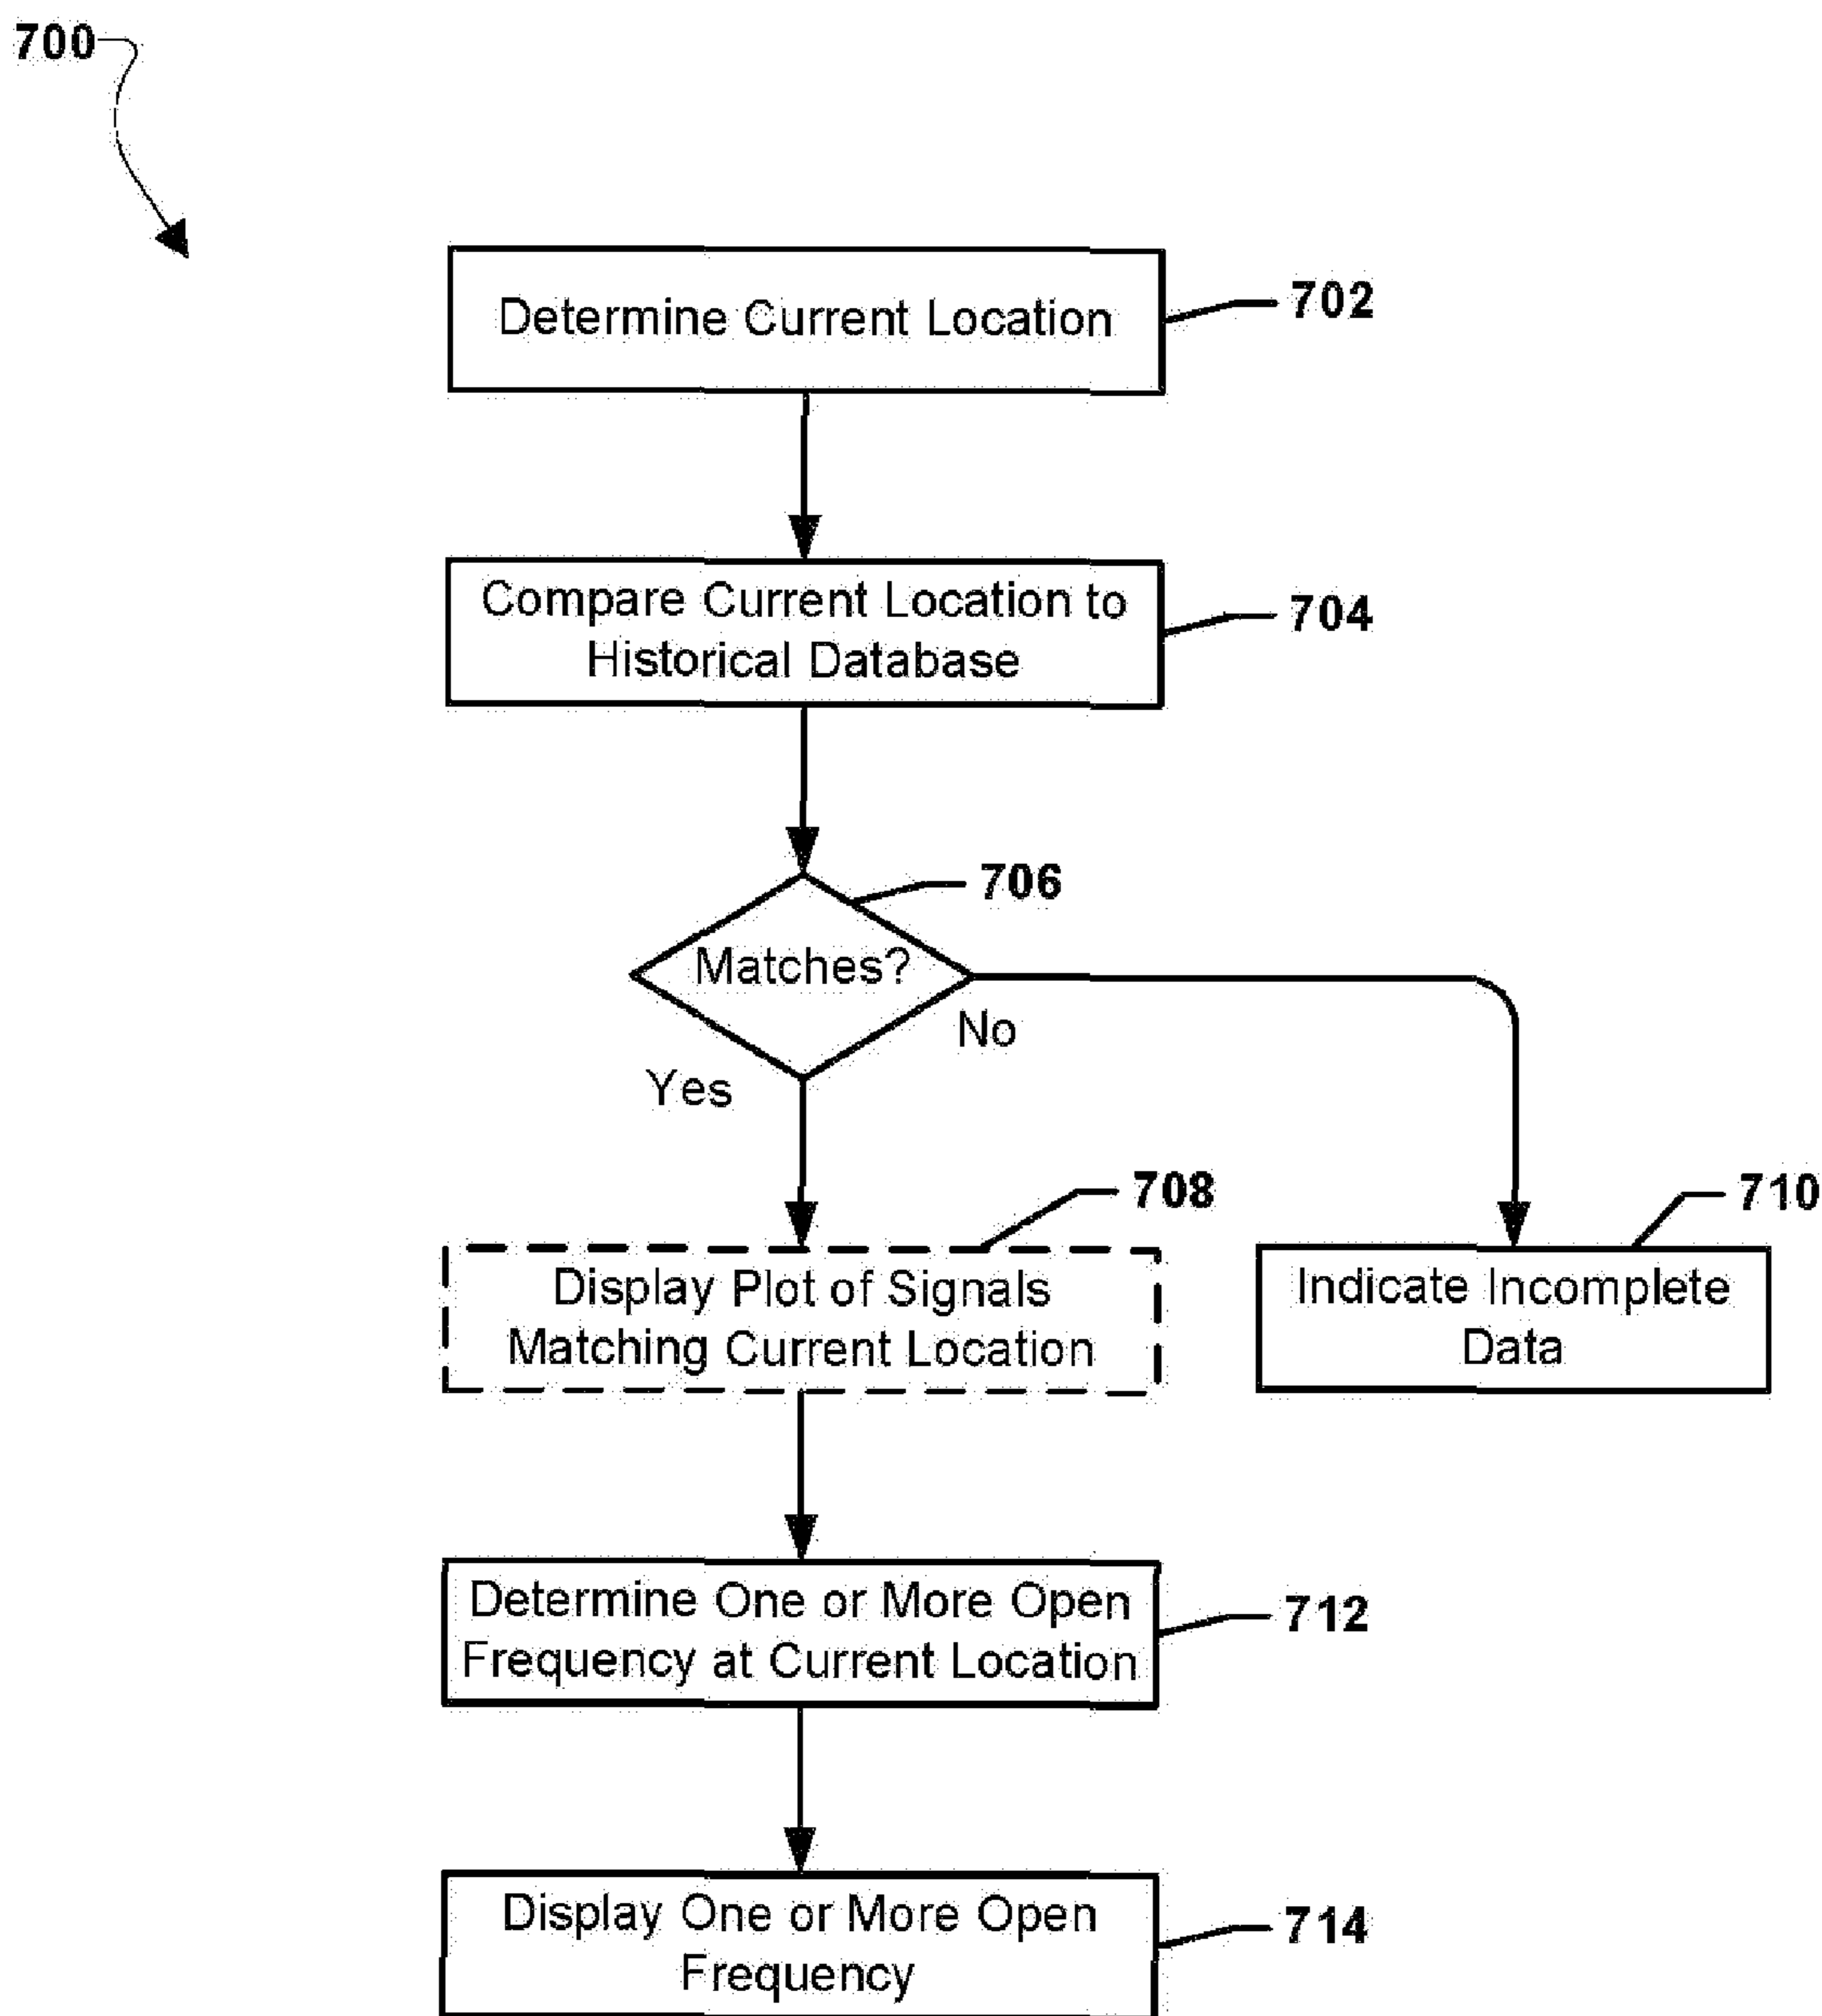 700
Determine Current Location
702
Compare Current Location to
Historical Database
704
706
Matches?
No
Yes
708
710
Display Plot of Signals
Matching Current Location
Indicate Incomplete
Data
Determine One or More Open
Frequency at Current Location
712
Display One or More Open
Frequency
714